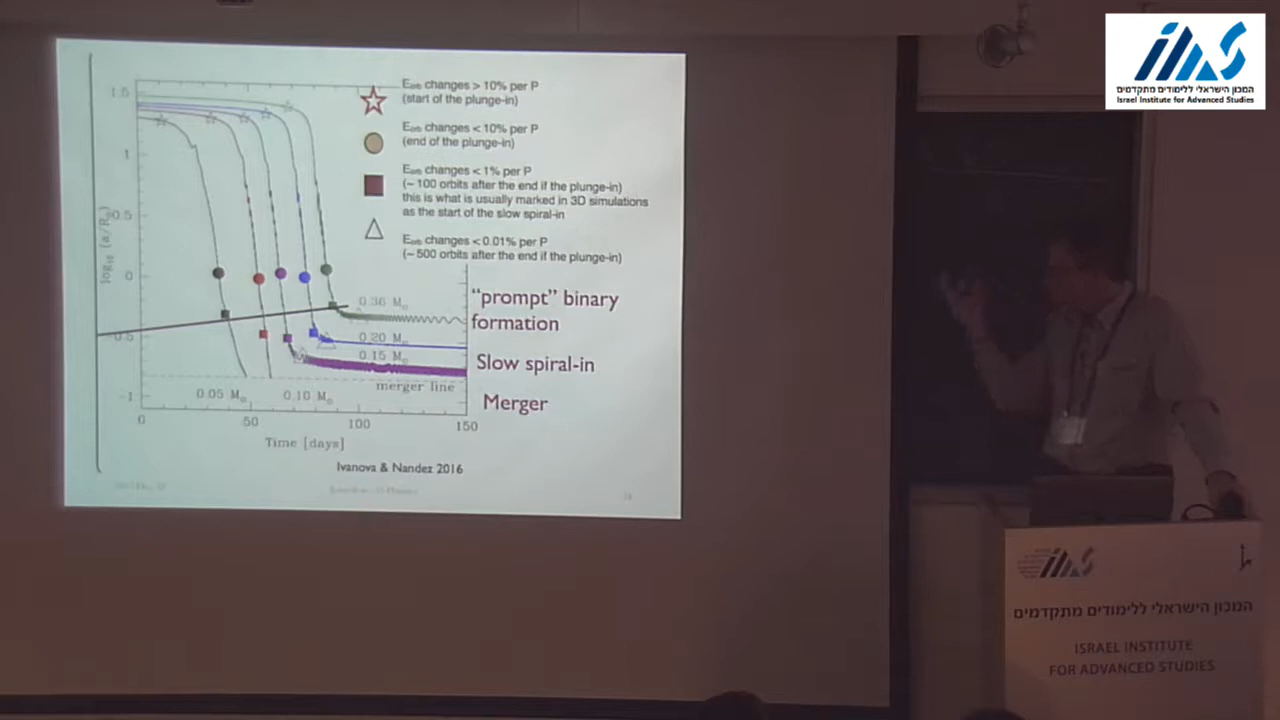 המכון הישראלי ללימודים מתקדמים
Israel Institute for Advanced Studies
E_orb changes > 10% per P
(start of the plunge-in)
E_orb changes < 10% per P
(end of the plunge-in)
E_orb changes < 1% per P
(~ 100 orbits after the end if the plunge-in)
this is what is usually marked in 3D simulations
as the start of the slow spiral-in
E_orb changes < 0.01% per P
(~ 500 orbits after the end if the plunge-in)
1.5
1
0.5
0
-0.5
-1
0.36 M☉
0.20 M☉
0.15 M☉
merger line
0.05 M☉
0.10 M☉
0
50
100
150
Time [days]
"prompt" binary
formation
Slow spiral-in
Merger
Ivanova & Nandez 2016
המכון הישראלי ללימודים מתקדמים
ISRAEL INSTITUTE
FOR ADVANCED STUDIES